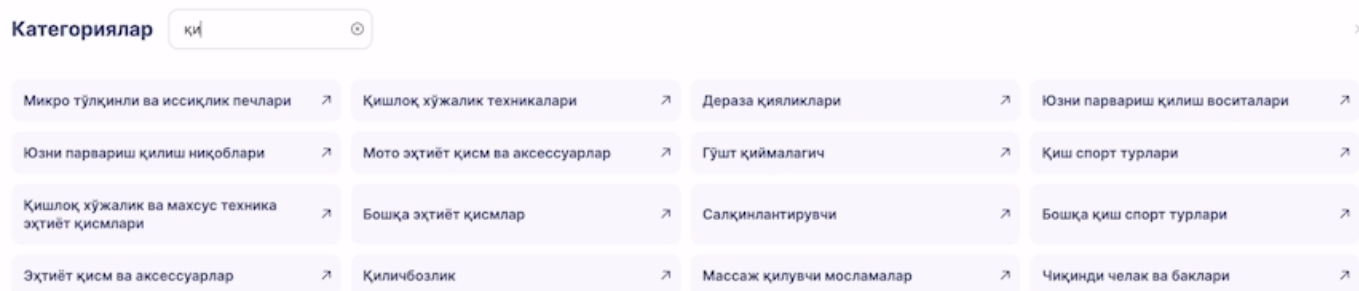 Категориялар
қи
Микро тўлқинли ва иссиқлик печлари
Қишлоқ хўжалик техникалари
Дераза қияликлари
Юзни парвариш қилиш воситалари
Юзни парвариш қилиш ниқоблари
Мото эҳтиёт қисм ва аксессуарлар
Гўшт қиймалагич
Қиш спорт турлари
Қишлоқ хўжалик ва махсус техника
эҳтиёт қисмлари
Бошқа эҳтиёт қисмлар
Салқинлантирувчи
Бошқа қиш спорт турлари
Эҳтиёт қисм ва аксессуарлар
Қиличбозлик
Массаж қилувчи мосламалар
Чиқинди челак ва баклари